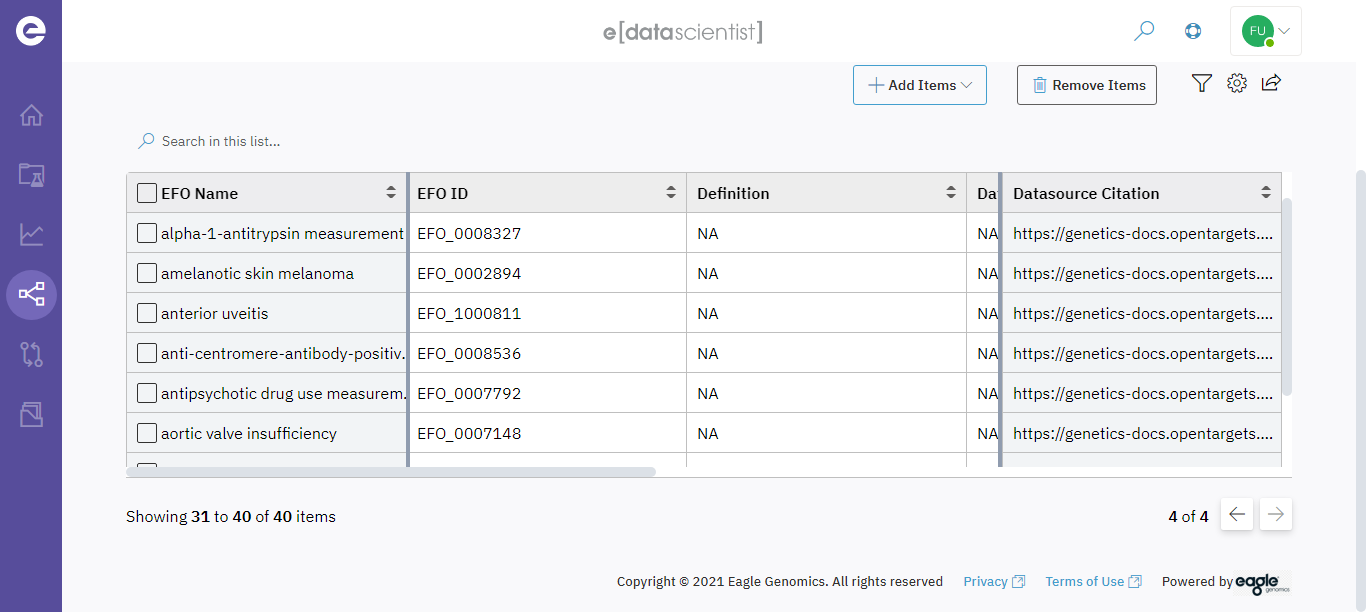 e e[datascientist] FU
Add Items Remove Items
Search in this list...
EFO Name EFO ID Definition Da Datasource Citation
alpha-1-antitrypsin measurement EFO_0008327 NA NA https://genetics-docs.opentargets....
amelanotic skin melanoma EFO_0002894 NA NA https://genetics-docs.opentargets....
anterior uveitis EFO_1000811 NA NA https://genetics-docs.opentargets....
anti-centromere-antibody-positiv... EFO_0008536 NA NA https://genetics-docs.opentargets....
antipsychotic drug use measurem... EFO_0007792 NA NA https://genetics-docs.opentargets....
aortic valve insufficiency EFO_0007148 NA NA https://genetics-docs.opentargets....
Showing 31 to 40 of 40 items 4 of 4
Copyright © 2021 Eagle Genomics. All rights reserved Privacy Terms of Use Powered by eagle genomics